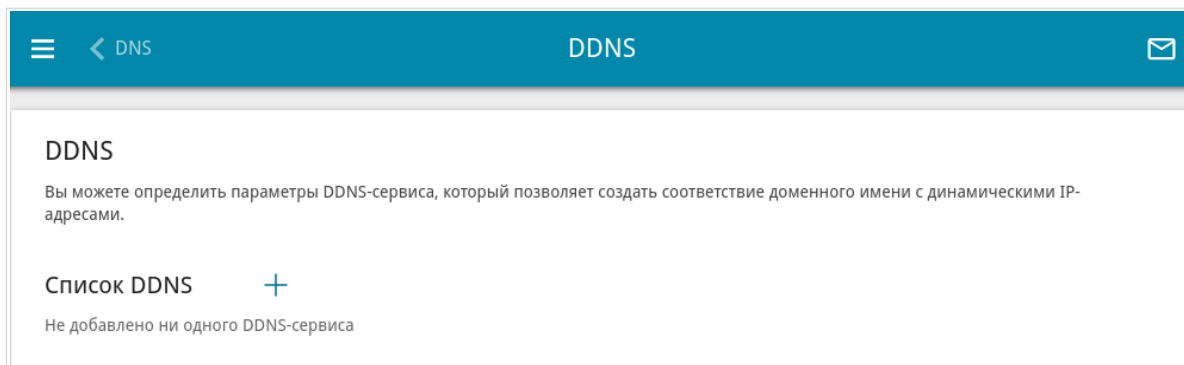 DNS
DDNS
DDNS
Вы можете определить параметры DDNS-сервиса, который позволяет создать соответствие доменного имени с динамическими IP-
адресами.
Список DDNS
Не добавлено ни одного DDNS-сервиса